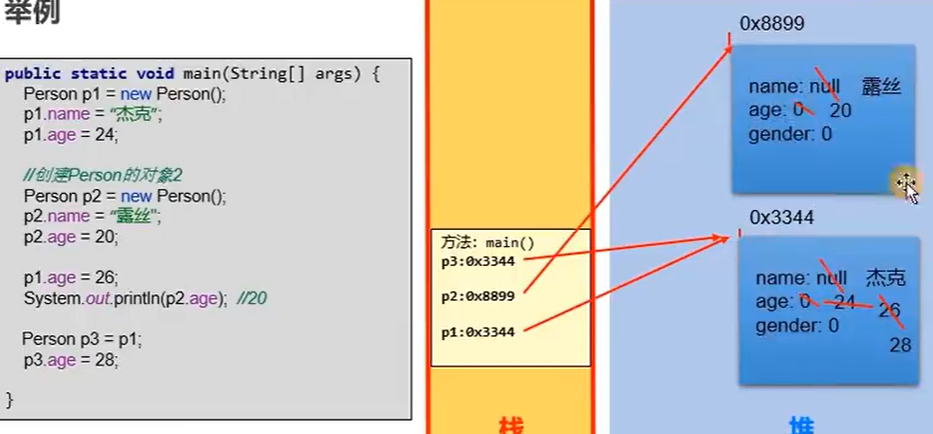 举例
public static void main(String[] args) {
Person p1 = new Person();
p1.name = "杰克";
p1.age = 24;
//创建Person的对象2
Person p2 = new Person();
p2.name = "露丝";
p2.age = 20;
p1.age = 26;
System.out.println(p2.age);  //20
Person p3 = p1;
p3.age = 28;
}
方法: main()
p3:0x3344
p2:0x8899
p1:0x3344
栈
0x8899
name: null 露丝
age: 0 20
gender: 0
0x3344
name: null 杰克
age: 0 24 26
gender: 0
28
堆